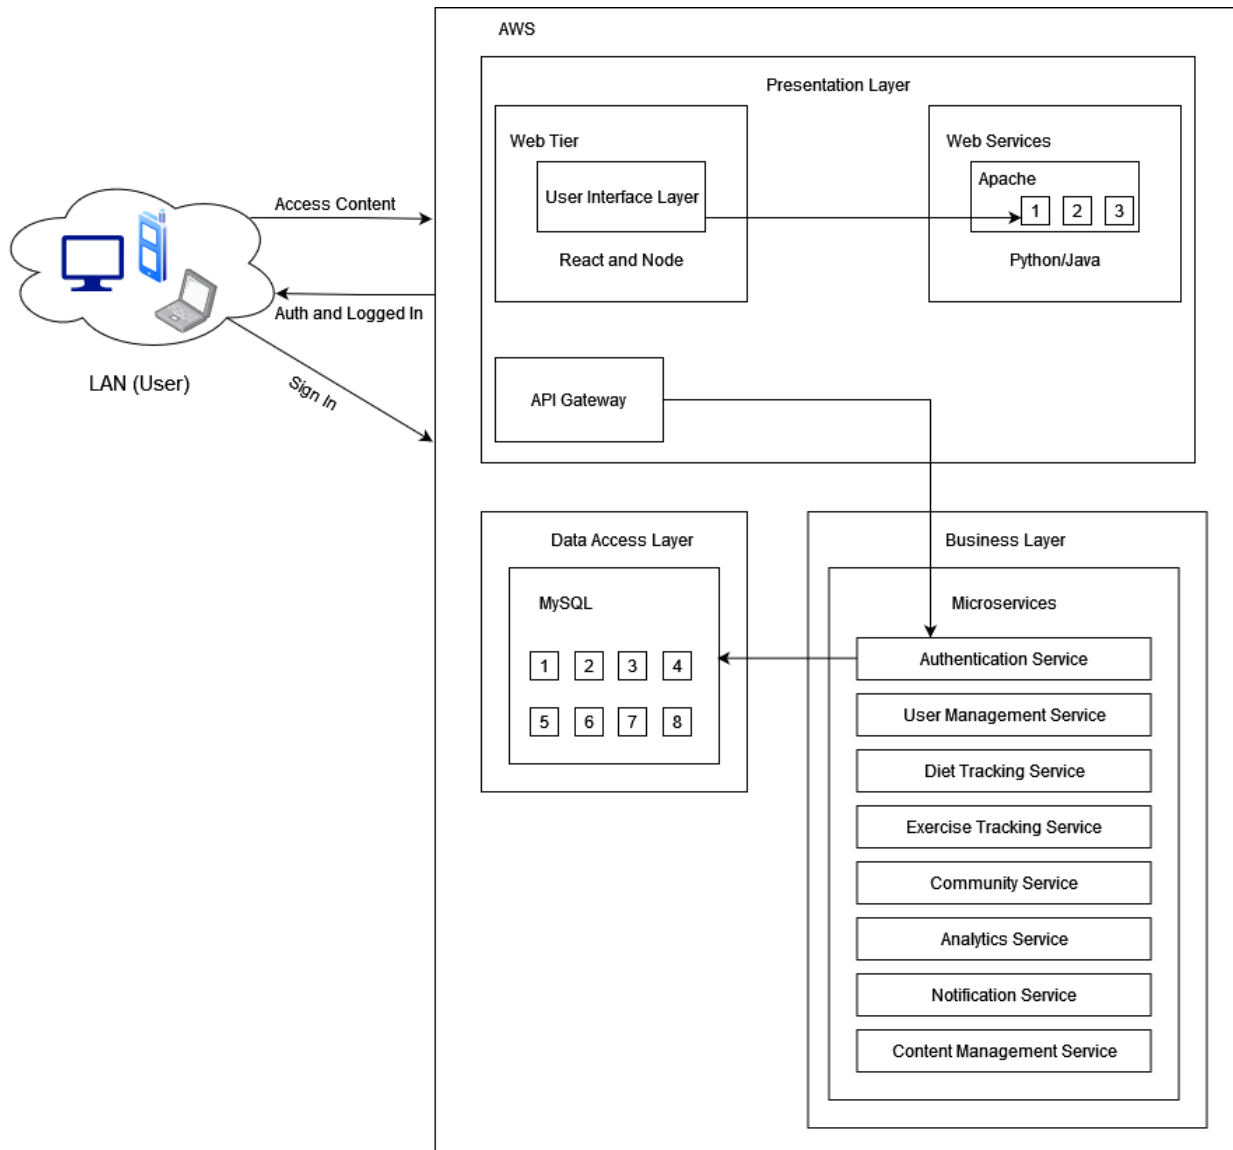 AWS
Presentation Layer
Web Tier
User Interface Layer
React and Node
Web Services
Apache
1 2 3
Python/Java
Access Content
Auth and Logged In
Sign In
LAN (User)
API Gateway
Data Access Layer
MySQL
1 2 3 4
5 6 7 8
Business Layer
Microservices
Authentication Service
User Management Service
Diet Tracking Service
Exercise Tracking Service
Community Service
Analytics Service
Notification Service
Content Management Service